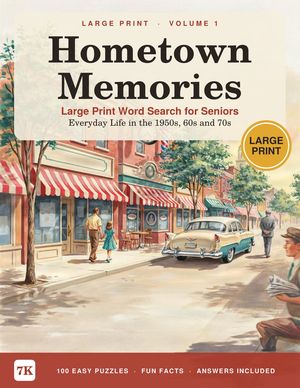 LARGE PRINT · VOLUME 1
Hometown
Memories
Large Print Word Search for Seniors
Everyday Life in the 1950s, 60s and 70s
LARGE
PRINT
7K
100 EASY PUZZLES · FUN FACTS · ANSWERS INCLUDED